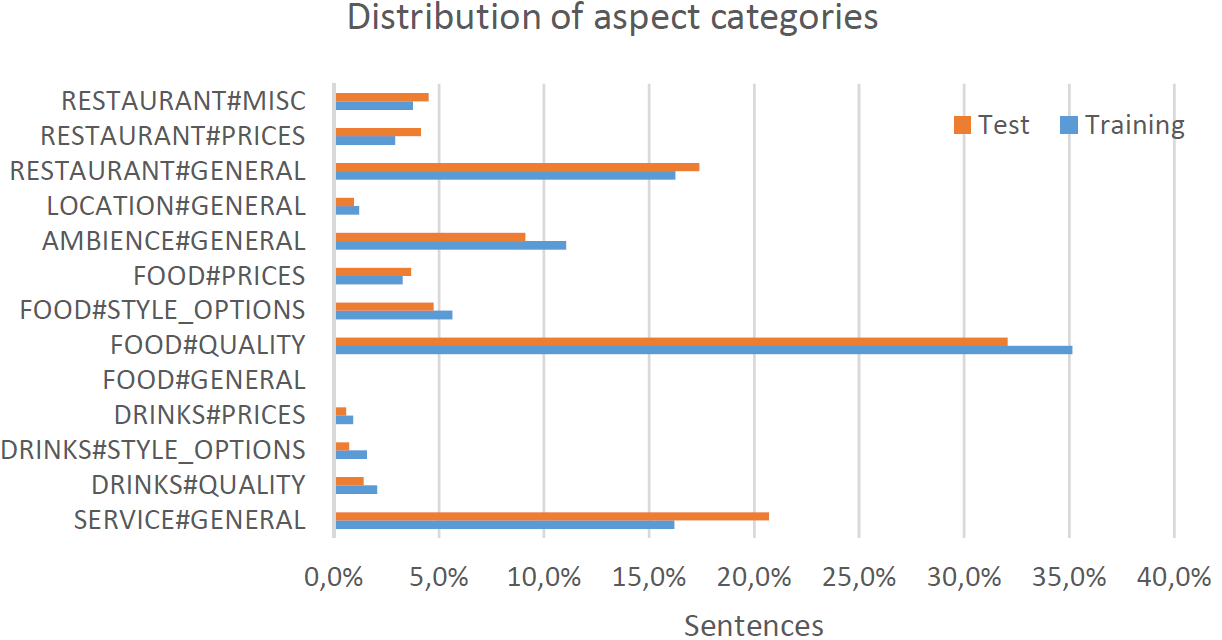 Distribution of aspect categories
RESTAURANT#MISC
RESTAURANT#PRICES
RESTAURANT#GENERAL
LOCATION#GENERAL
AMBIENCE#GENERAL
FOOD#PRICES
FOOD#STYLE_OPTIONS
FOOD#QUALITY
FOOD#GENERAL
DRINKS#PRICES
DRINKS#STYLE_OPTIONS
DRINKS#QUALITY
SERVICE#GENERAL
Test Training
0,0% 5,0% 10,0% 15,0% 20,0% 25,0% 30,0% 35,0% 40,0%
Sentences